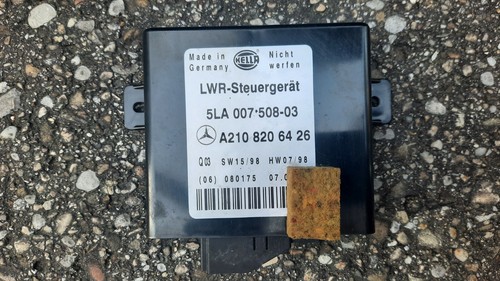 Made in Germany
HELLA
Nicht werfen
LWR-Steuergerät
5LA 007 508-03
A210 820 64 26
Q03 SW15/98 HW07/98
(06) 080175 07.0